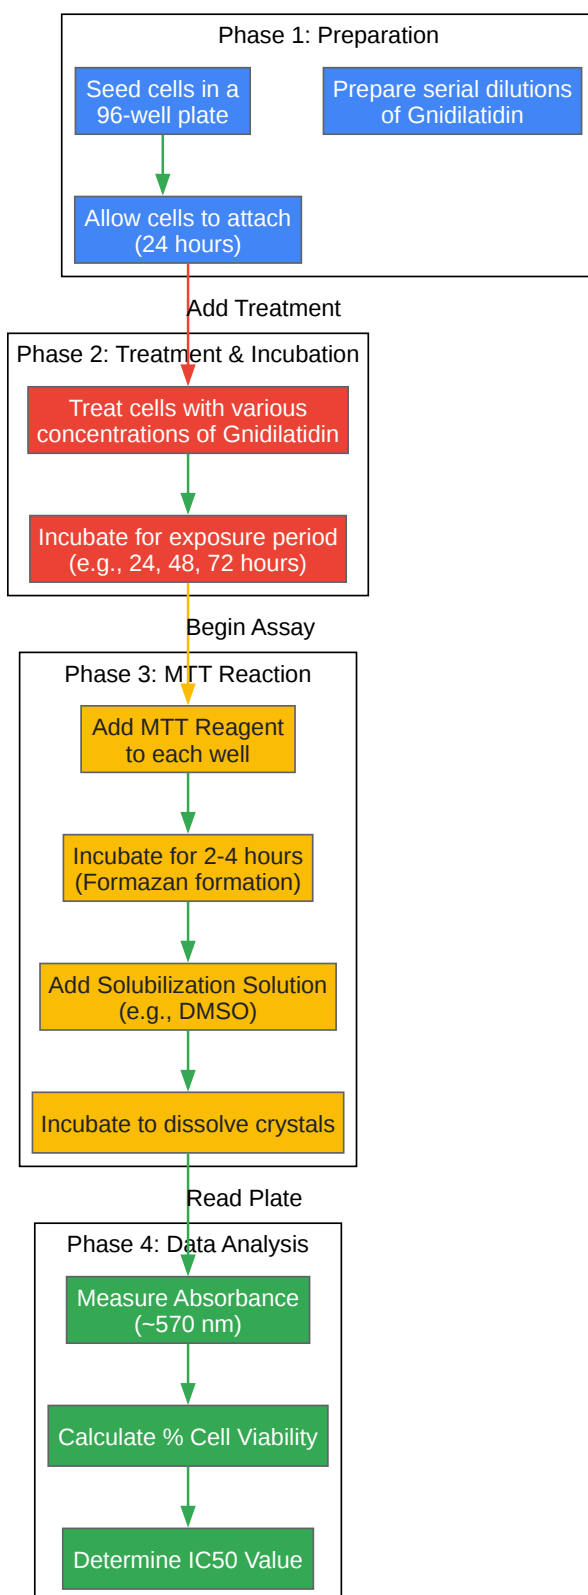 Phase 1: Preparation
Seed cells in a
96-well plate
Prepare serial dilutions
of Gnidilatidin
Allow cells to attach
(24 hours)
Add Treatment
Phase 2: Treatment & Incubation
Treat cells with various
concentrations of Gnidilatidin
Incubate for exposure period
(e.g., 24, 48, 72 hours)
Begin Assay
Phase 3: MTT Reaction
Add MTT Reagent
to each well
Incubate for 2-4 hours
(Formazan formation)
Add Solubilization Solution
(e.g., DMSO)
Incubate to dissolve crystals
Read Plate
Phase 4: Data Analysis
Measure Absorbance
(~570 nm)
Calculate % Cell Viability
Determine IC50 Value